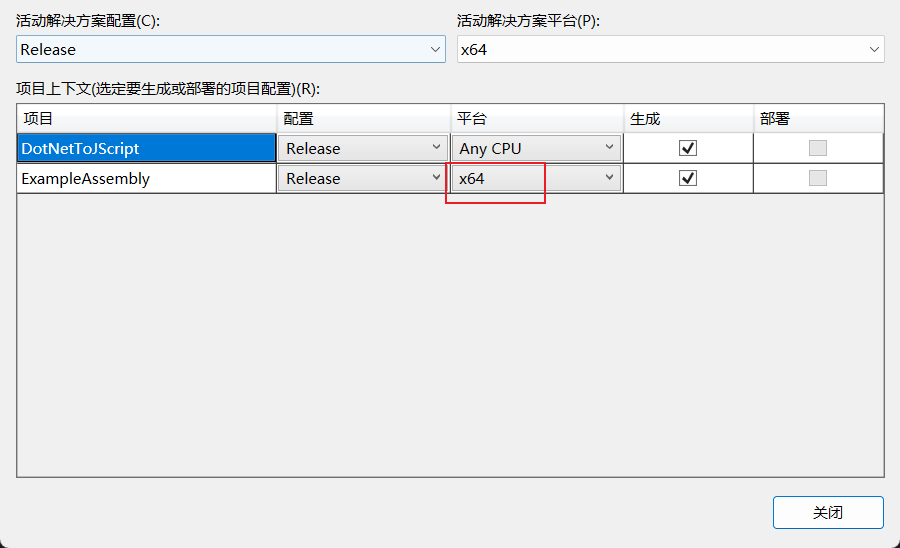 活动解决方案配置(C): 活动解决方案平台(P):
Release x64
项目上下文(选定要生成或部署的项目配置)(R):
项目 配置 平台 生成 部署
DotNetToJScript Release Any CPU
ExampleAssembly Release x64
关闭